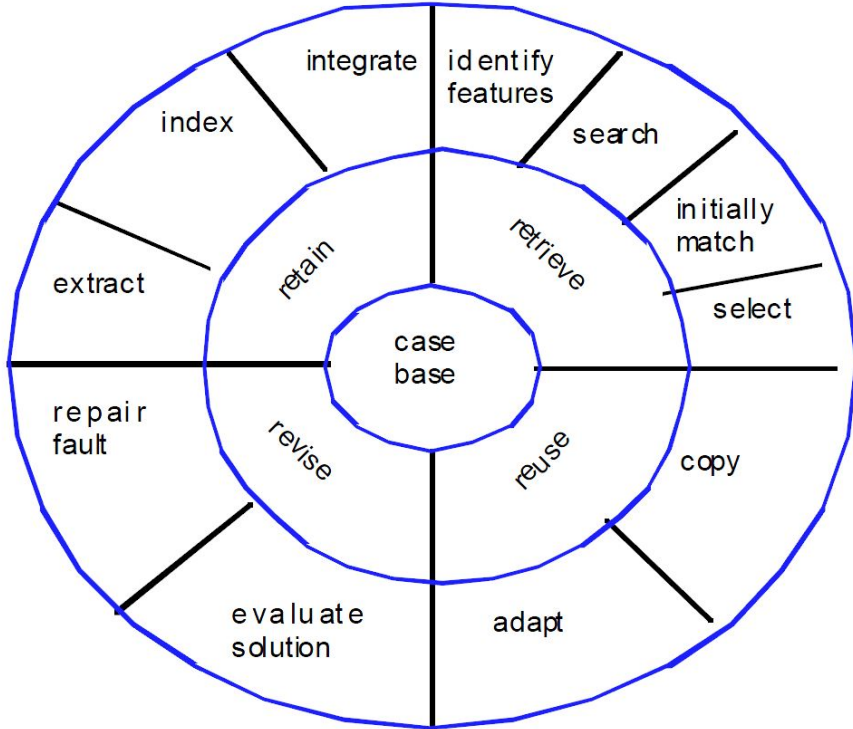 integrate
identify
features
index
search
initially
match
retain
retrieve
extract
select
case
base
repair
fault
revise
reuse
copy
evaluate
solution
adapt